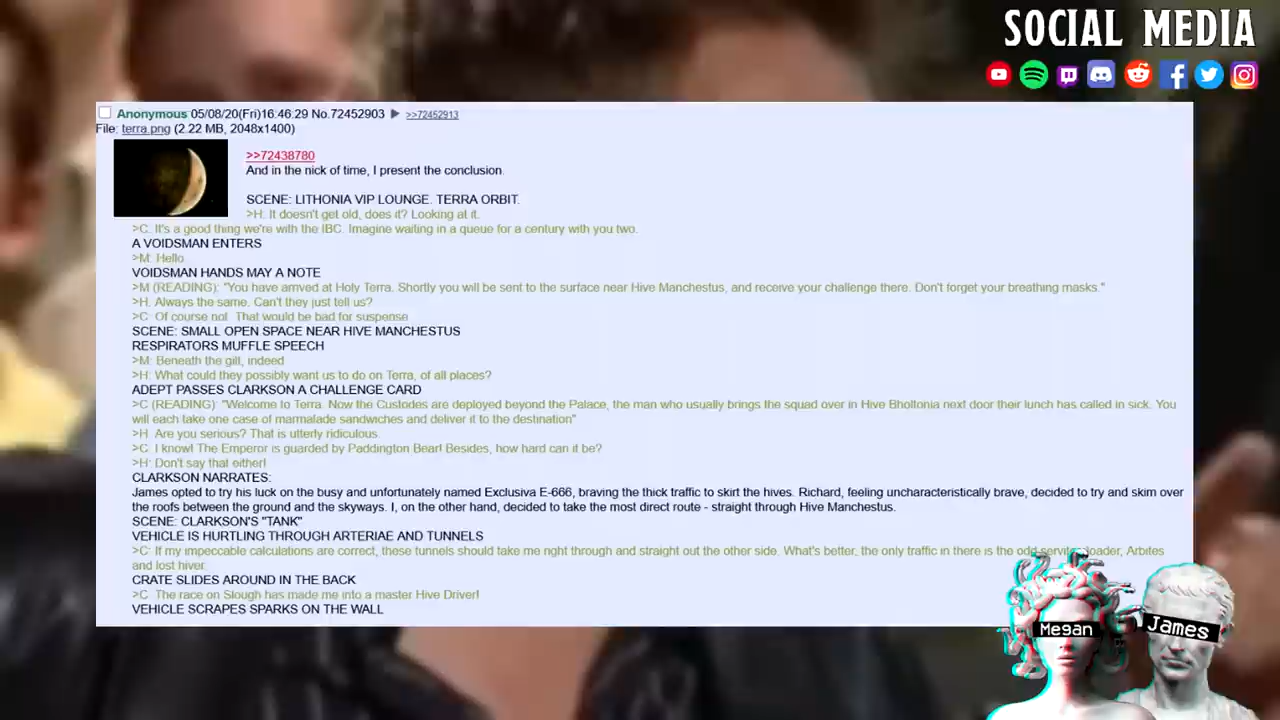 SOCIAL MEDIA
Anonymous 05/08/20(Fri)16:46:29 No.72452903 ▶ >>72452913
File: terra.png (2.22 MB, 2048x1400)
>>72438780
And in the nick of time, I present the conclusion.
SCENE: LITHONIA VIP LOUNGE. TERRA ORBIT.
>H: It doesn't get old, does it? Looking at it.
>C. It's a good thing we're with the IBC. Imagine waiting in a queue for a century with you two.
A VOIDSMAN ENTERS
>M: Hello.
VOIDSMAN HANDS MAY A NOTE
>M (READING): "You have arrived at Holy Terra. Shortly you will be sent to the surface near Hive Manchestus, and receive your challenge there. Don't forget your breathing masks."
>H. Always the same. Can't they just tell us?
>C: Of course not. That would be bad for suspense.
SCENE: SMALL OPEN SPACE NEAR HIVE MANCHESTUS
RESPIRATORS MUFFLE SPEECH
>M: Beneath the gill, indeed
>H: What could they possibly want us to do on Terra, of all places?
ADEPT PASSES CLARKSON A CHALLENGE CARD
>C (READING): "Welcome to Terra. Now the Custodes are deployed beyond the Palace, the man who usually brings the squad over in Hive Bholtonia next door their lunch has called in sick. You
will each take one case of marmalade sandwiches and deliver it to the destination"
>H: Are you serious? That is utterly ridiculous.
>C: I know! The Emperor is guarded by Paddington Bear! Besides, how hard can it be?
>H: Don't say that either!
CLARKSON NARRATES:
James opted to try his luck on the busy and unfortunately named Exclusiva E-666, braving the thick traffic to skirt the hives. Richard, feeling uncharacteristically brave, decided to try and skim over
the roofs between the ground and the skyways. I, on the other hand, decided to take the most direct route - straight through Hive Manchestus.
SCENE: CLARKSON'S "TANK"
VEHICLE IS HURTLING THROUGH ARTERIAE AND TUNNELS
>C: If my impeccable calculations are correct, these tunnels should take me right through and straight out the other side. What's better, the only traffic in there is the odd servitor, loader, Arbites
and lost hiver.
CRATE SLIDES AROUND IN THE BACK
>C: The race on Slough has made me into a master Hive Driver!
VEHICLE SCRAPES SPARKS ON THE WALL
Megan
James